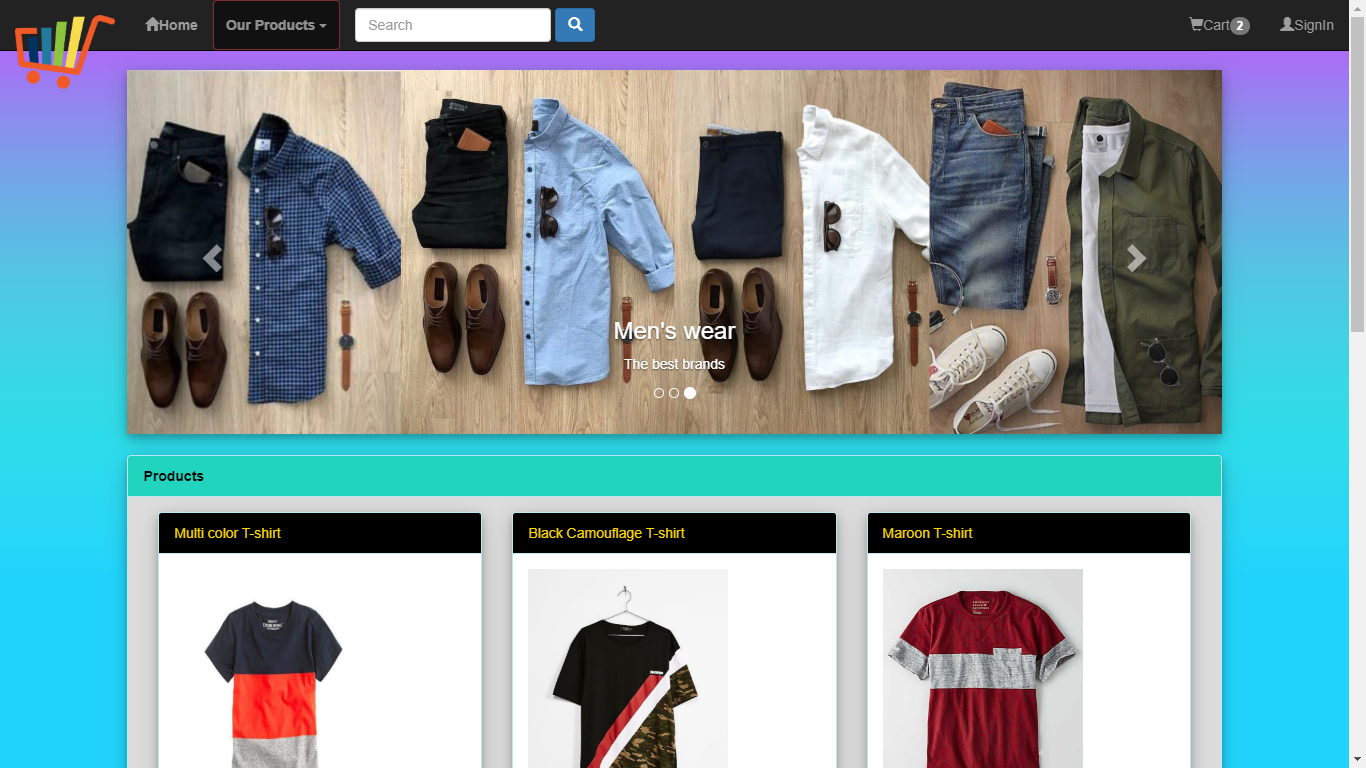 Home
Our Products
Search
Cart 2
SignIn
Men's wear
The best brands
Products
Multi color T-shirt
Black Camouflage T-shirt
Maroon T-shirt